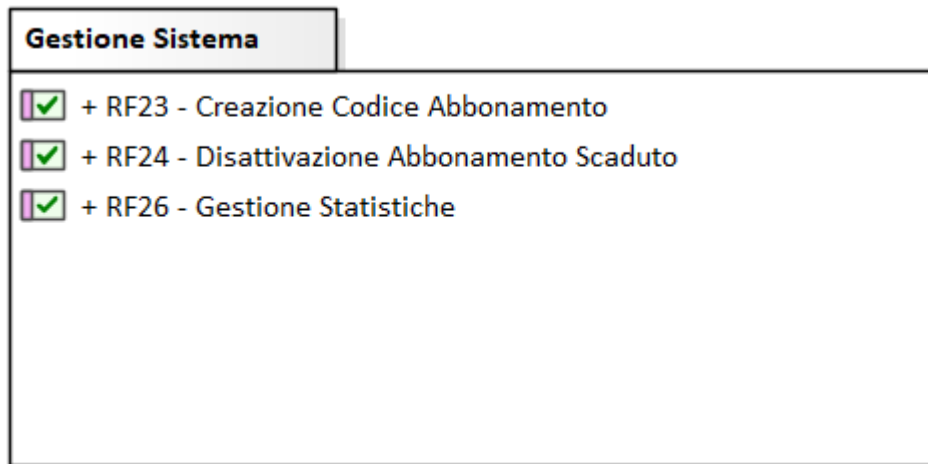 Gestione Sistema
+ RF23 - Creazione Codice Abbonamento
+ RF24 - Disattivazione Abbonamento Scaduto
+ RF26 - Gestione Statistiche